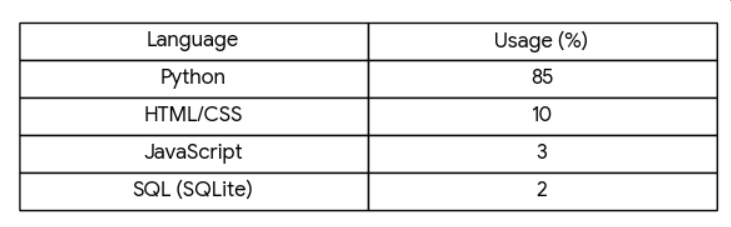 Language Usage (%)
Python 85
HTML/CSS 10
JavaScript 3
SQL (SQLite) 2